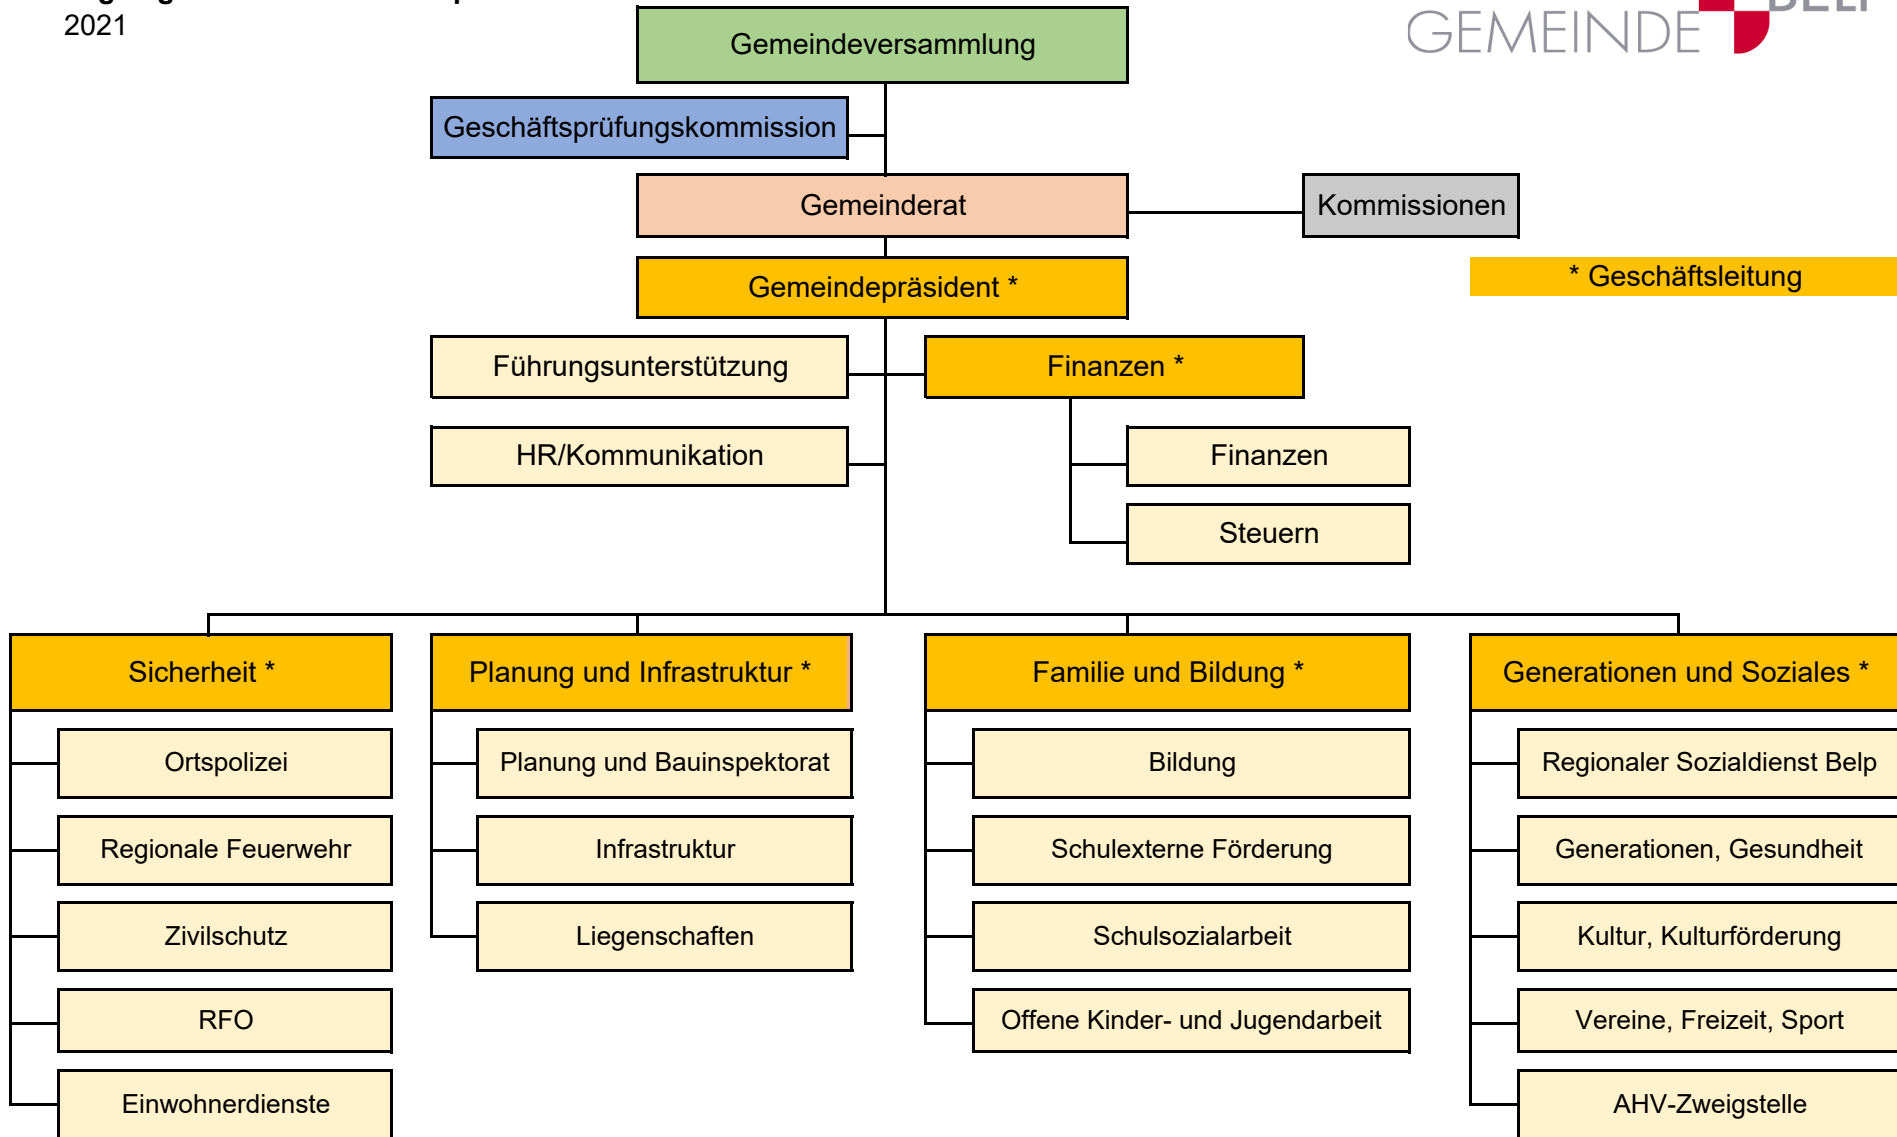 2021
GEMEINDE
BELP
Gemeindeversammlung
Geschäftsprüfungskommission
Gemeinderat
Kommissionen
Gemeindepräsident *
* Geschäftsleitung
Führungsunterstützung
Finanzen *
HR/Kommunikation
Finanzen
Steuern
Sicherheit *
Planung und Infrastruktur *
Familie und Bildung *
Generationen und Soziales *
Ortspolizei
Planung und Bauinspektorat
Bildung
Regionaler Sozialdienst Belp
Regionale Feuerwehr
Infrastruktur
Schulexterne Förderung
Generationen, Gesundheit
Zivilschutz
Liegenschaften
Schulsozialarbeit
Kultur, Kulturförderung
RFO
Offene Kinder- und Jugendarbeit
Vereine, Freizeit, Sport
Einwohnerdienste
AHV-Zweigstelle